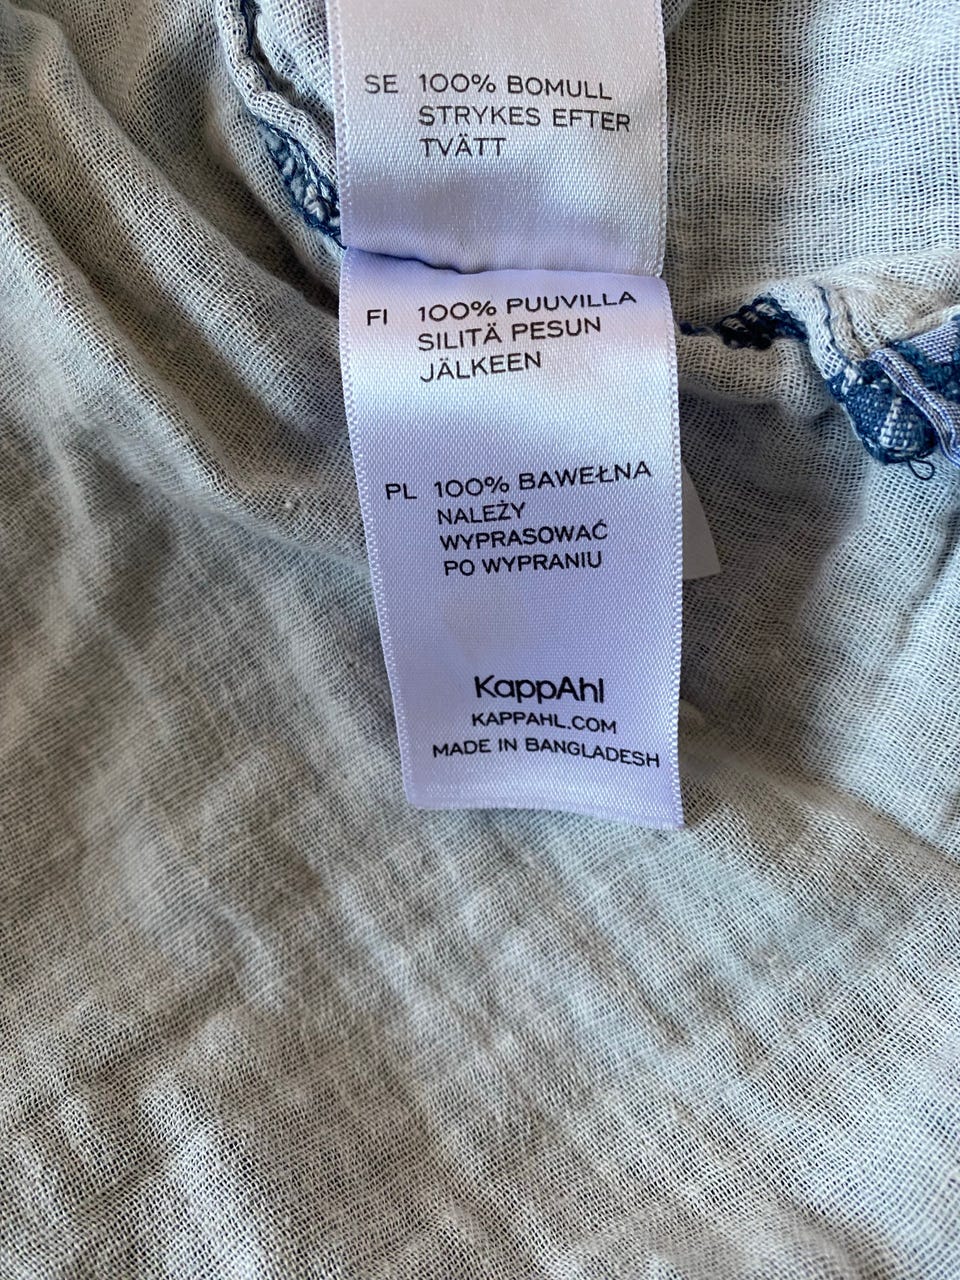 SE 100% BOMULL
STRYKES EFTER
TVÄTT
FI 100% PUUVILLA
SILITÄ PESUN
JÄLKEEN
PL 100% BAWEŁNA
NALEŻY
WYPRASOWAĆ
PO WYPRANIU
KappAhl
KAPPAHL.COM
MADE IN BANGLADESH